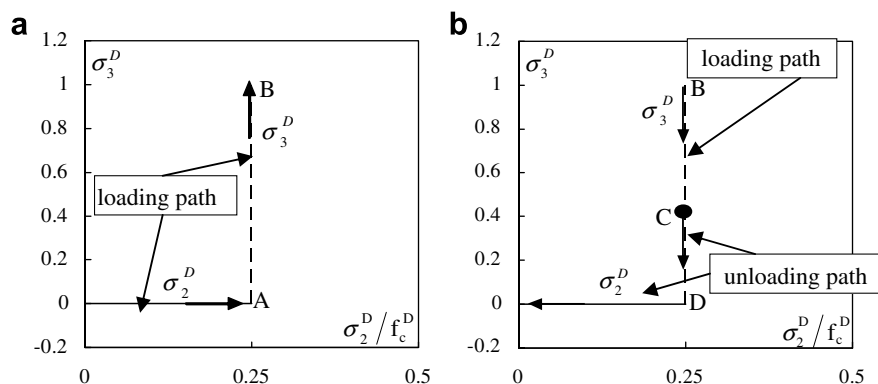 a
1.2
1
0.8
0.6
0.4
0.2
0
-0.2
σ₃ᴰ
B
σ₃ᴰ
loading path
σ₂ᴰ
A
σ₂ᴰ/f꜀ᴰ
0
0.25
0.5
b
1.2
1
0.8
0.6
0.4
0.2
0
-0.2
σ₃ᴰ
loading path
B
σ₃ᴰ
C
σ₂ᴰ
unloading path
D
σ₂ᴰ/f꜀ᴰ
0
0.25
0.5